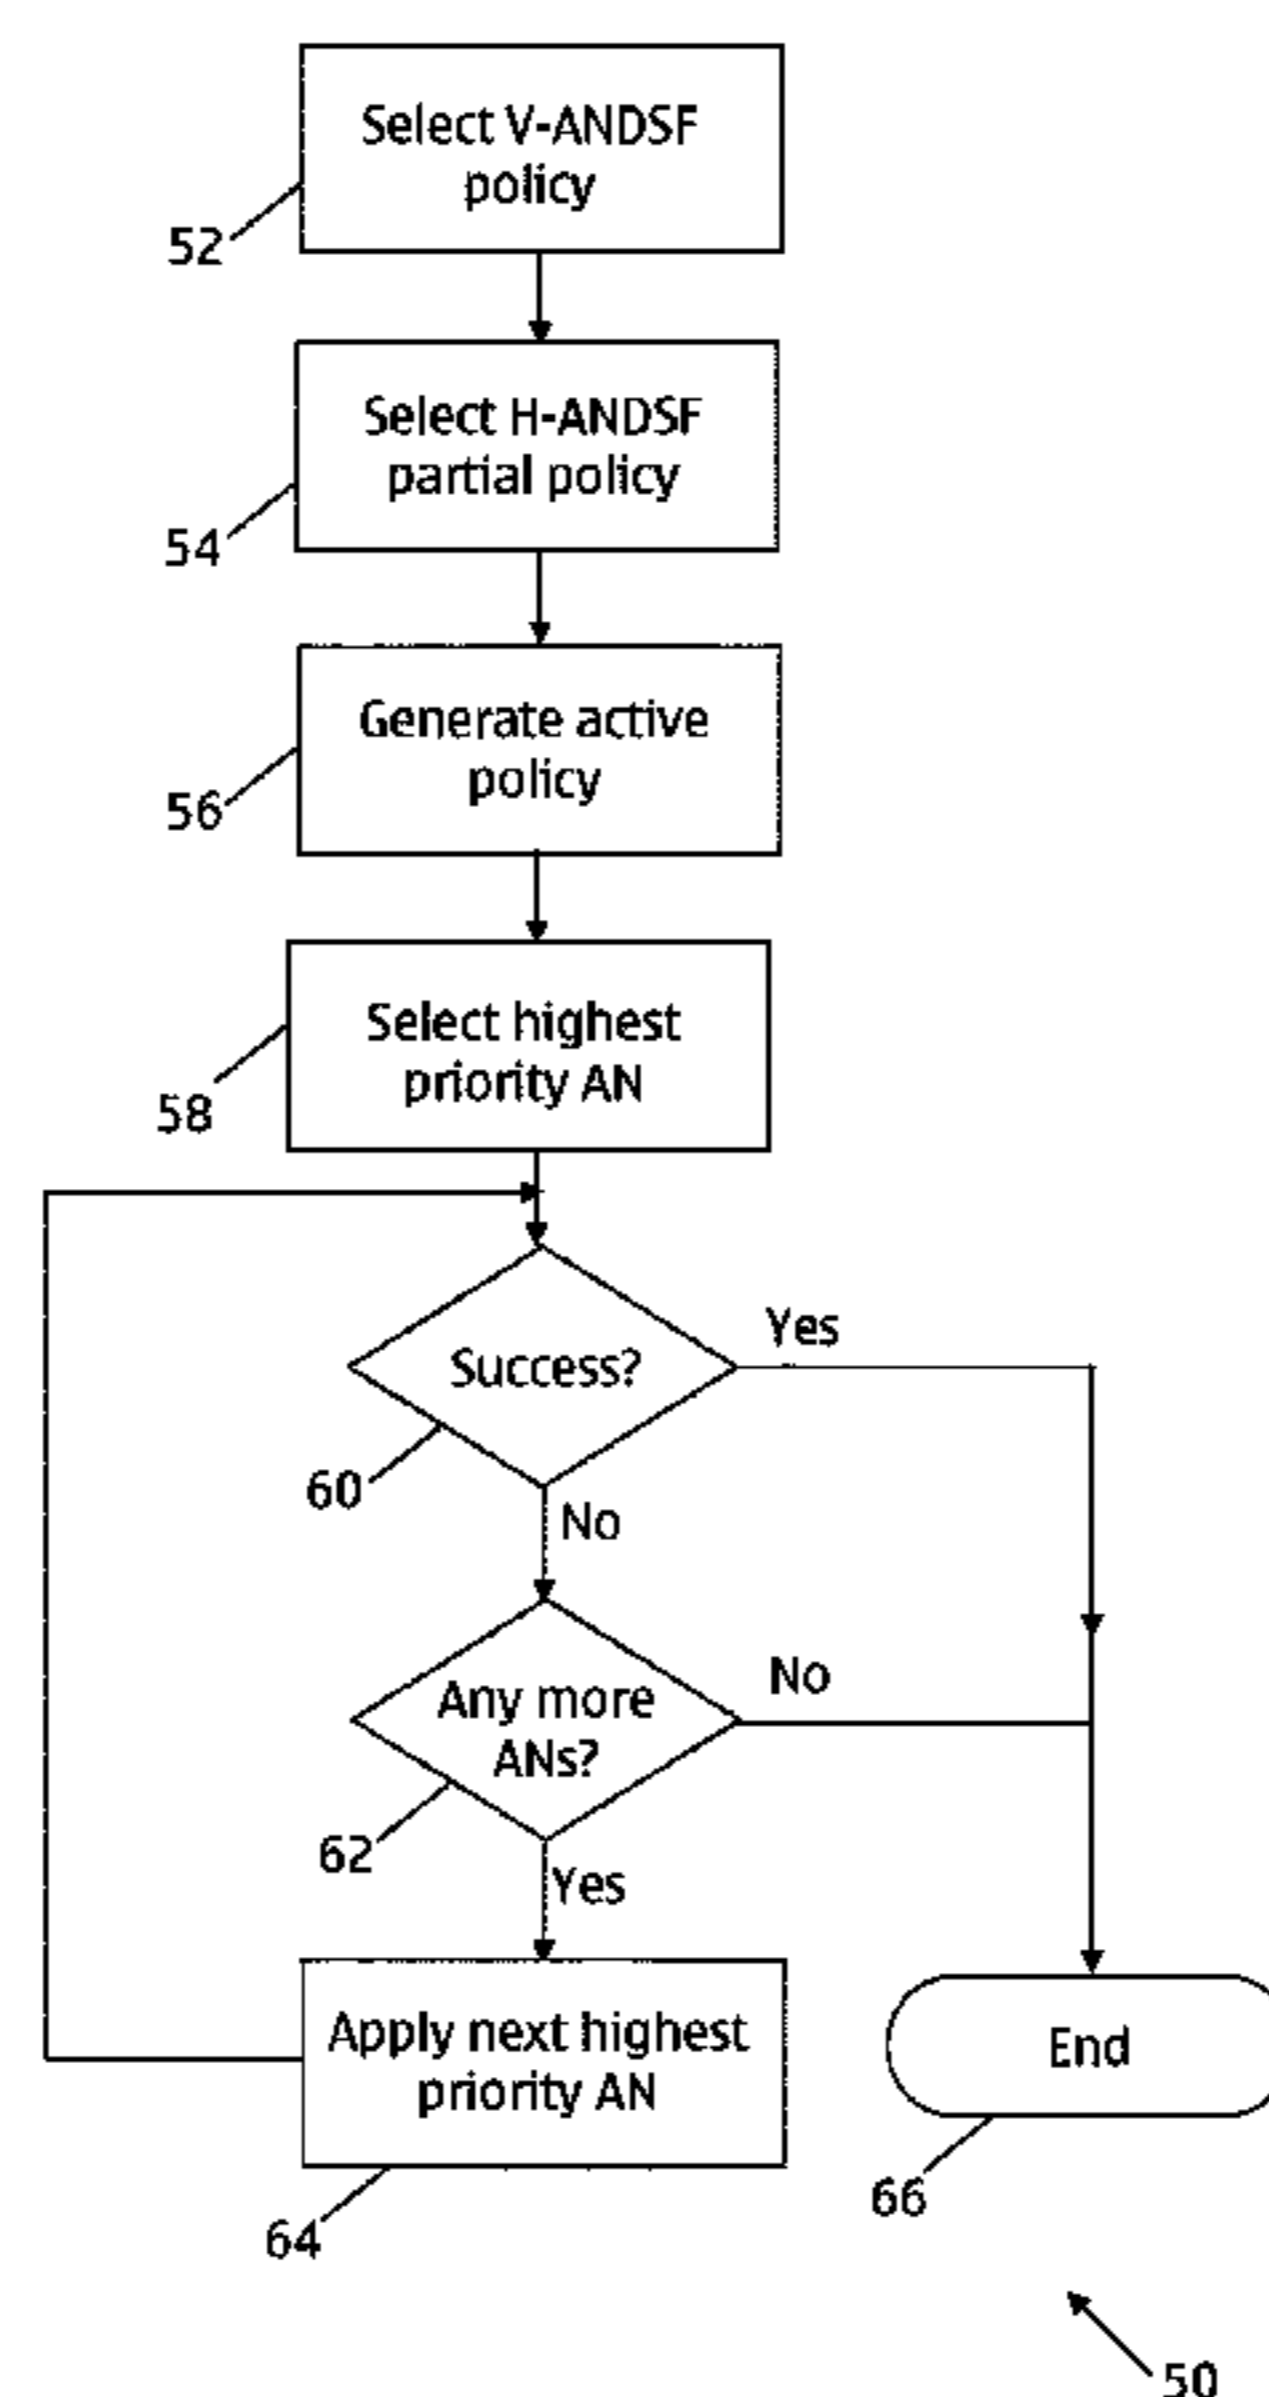 Select V-ANDSF
policy
52
Select H-ANDSF
partial policy
54
Generate active
policy
56
Select highest
priority AN
58
Success?
Yes
60
No
Any more
ANs?
No
62
Yes
Apply next highest
priority AN
End
64
66
50